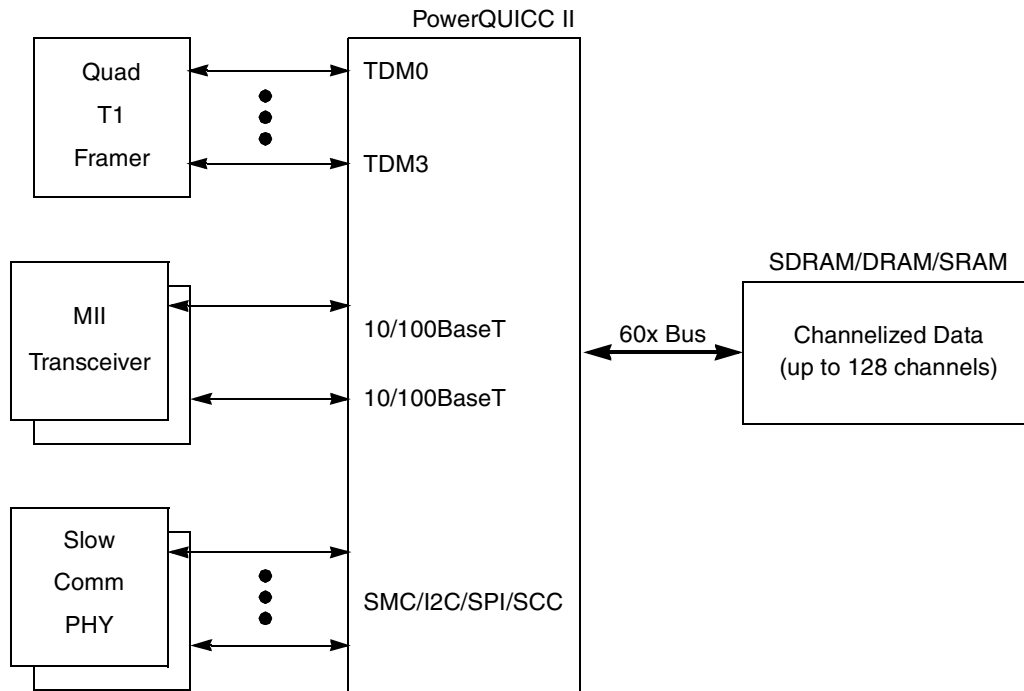 PowerQUICC II
Quad
T1
Framer
TDM0
TDM3
MII
Transceiver
10/100BaseT
10/100BaseT
Slow
Comm
PHY
SMC/I2C/SPI/SCC
60x Bus
SDRAM/DRAM/SRAM
Channelized Data
(up to 128 channels)